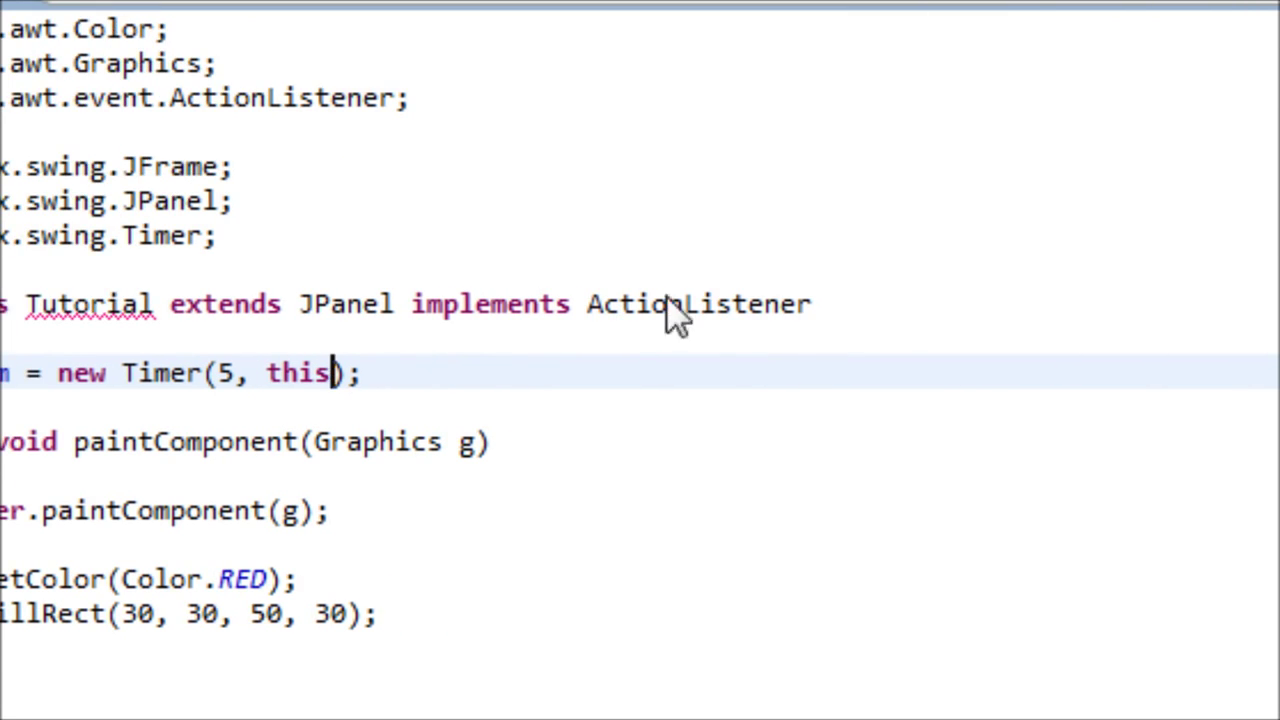 .awt.Color;
.awt.Graphics;
.awt.event.ActionListener;
x.swing.JFrame;
x.swing.JPanel;
x.swing.Timer;
s Tutorial extends JPanel implements ActionListener
m = new Timer(5, this);
void paintComponent(Graphics g)
er.paintComponent(g);
etColor(Color.RED);
illRect(30, 30, 50, 30);